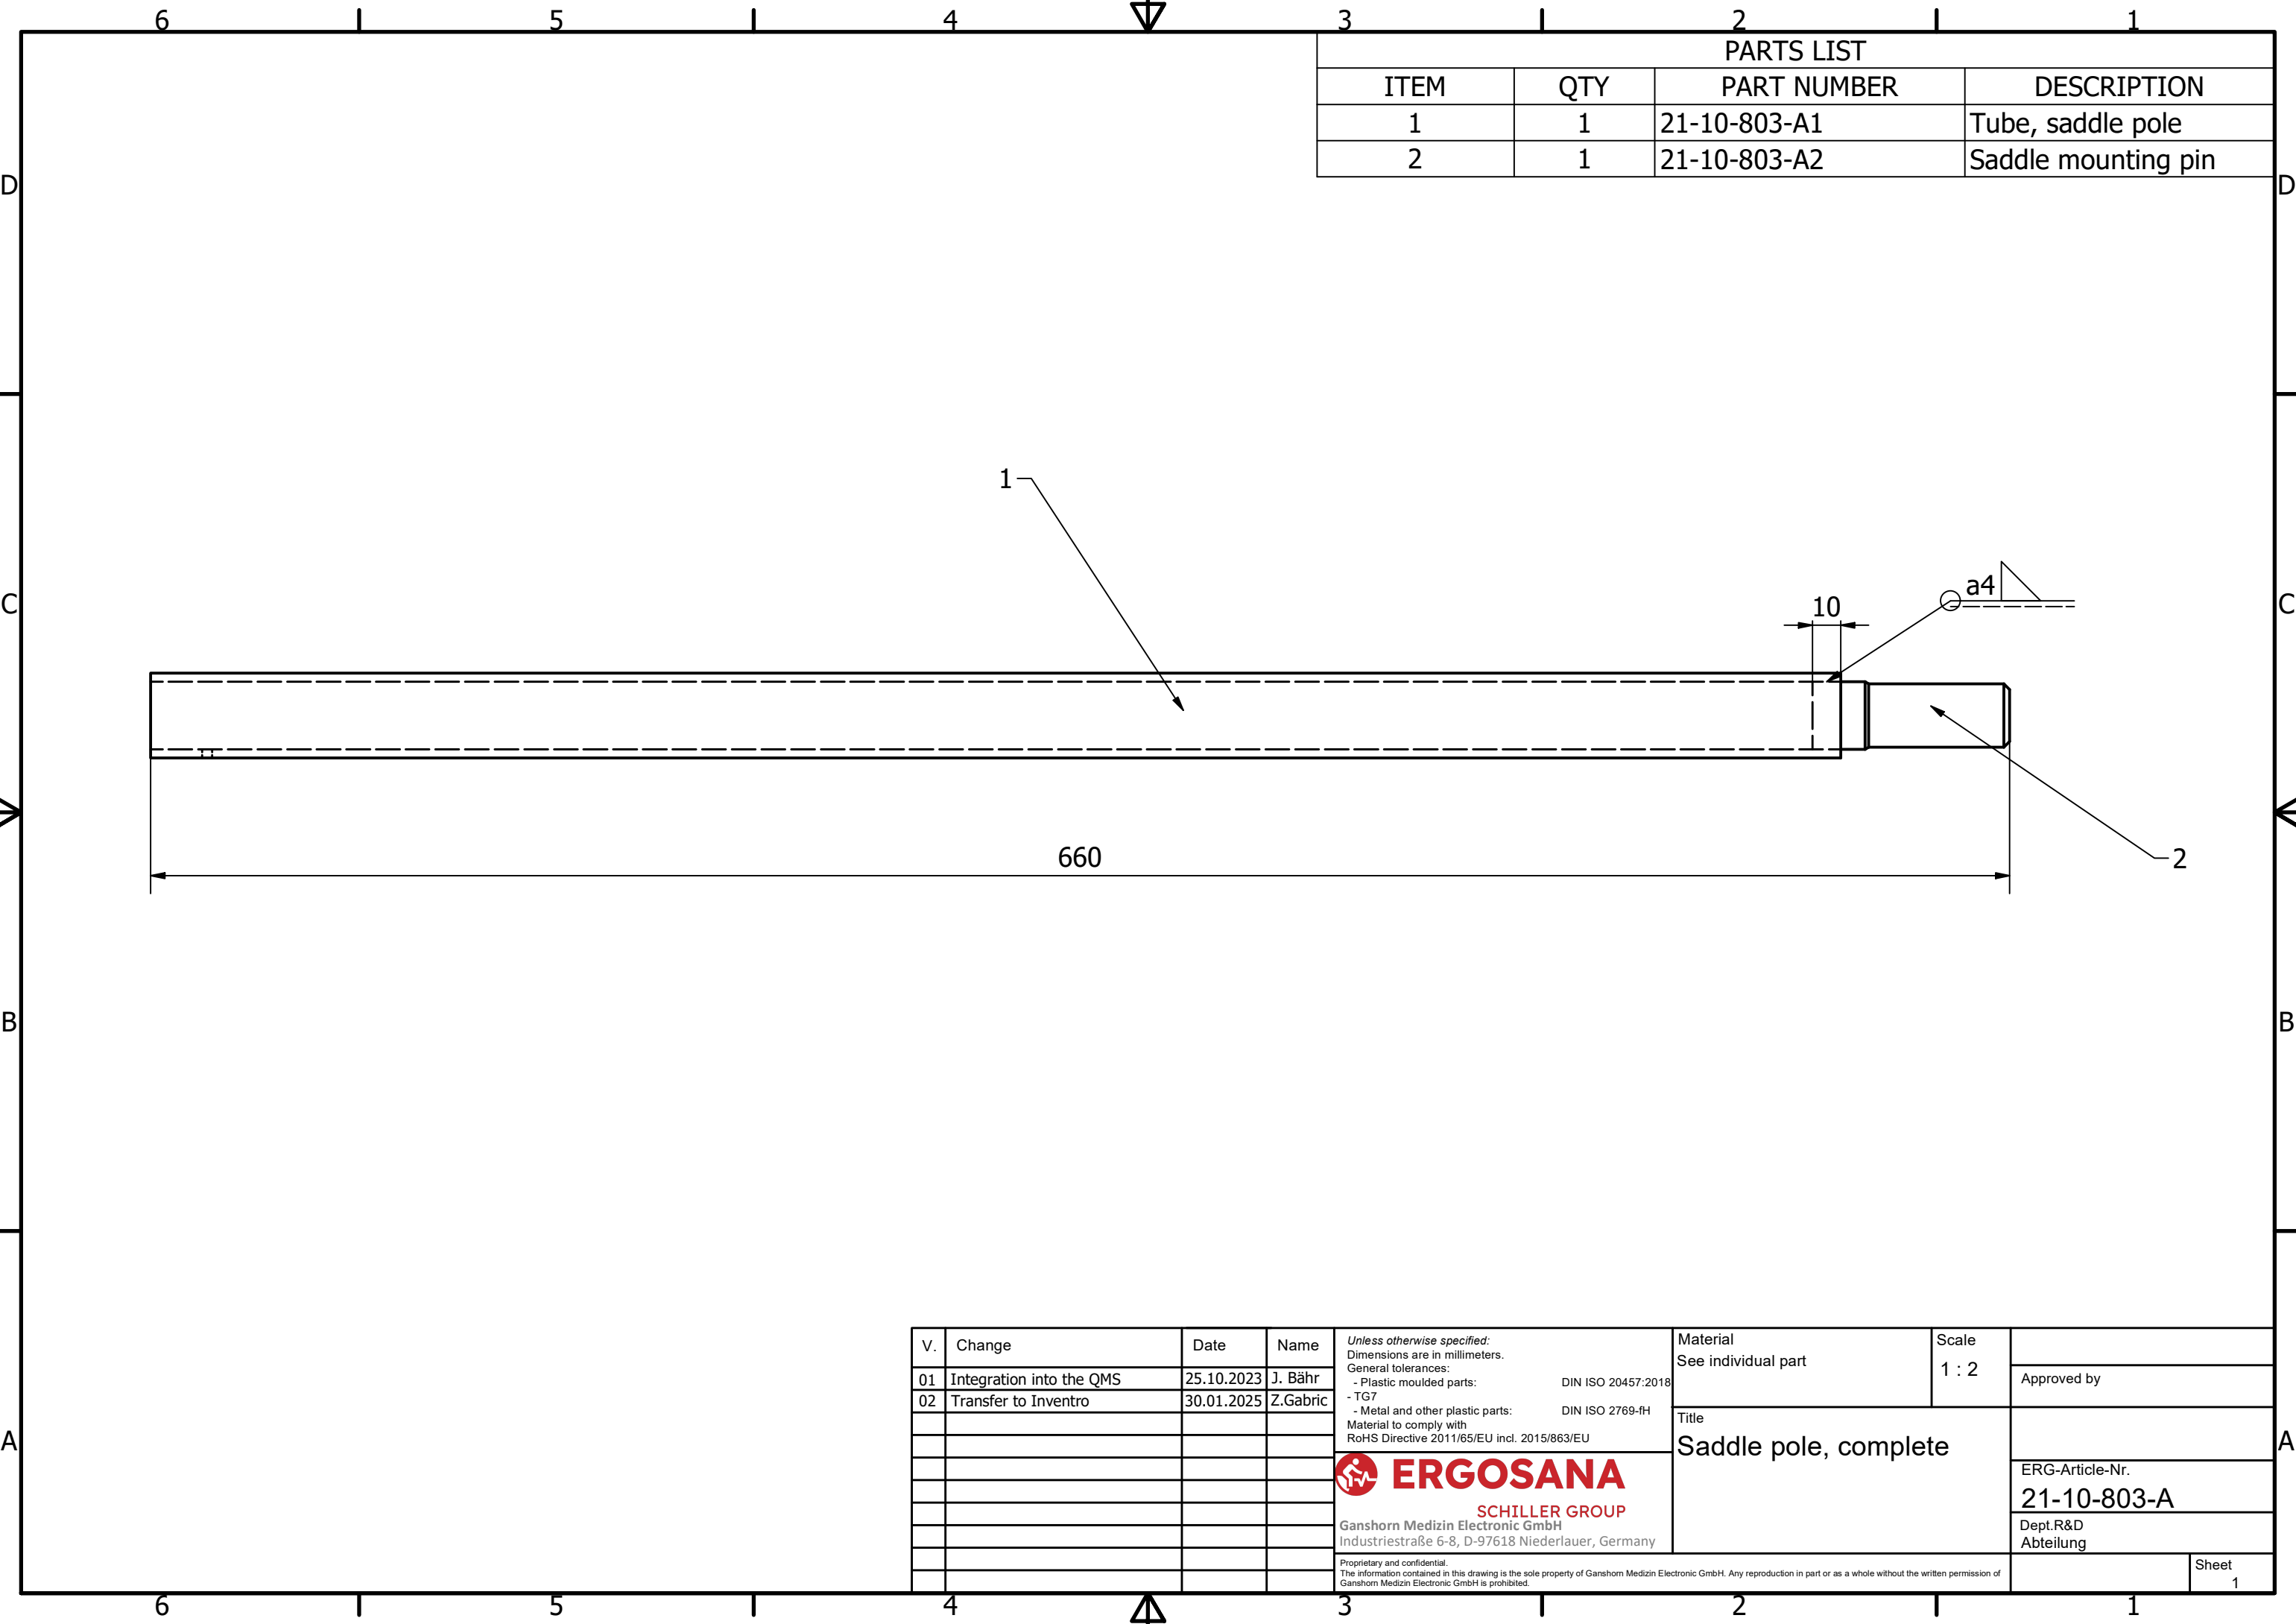 6 5 4 3 2 1
PARTS LIST
ITEM QTY PART NUMBER DESCRIPTION
1 1 21-10-803-A1 Tube, saddle pole
2 1 21-10-803-A2 Saddle mounting pin
D D
1
a4
C C
10
660
2
B B
V. Change Date Name
01 Integration into the QMS 25.10.2023 J. Bähr
02 Transfer to Inventro 30.01.2025 Z.Gabric
Unless otherwise specified:
Dimensions are in millimeters.
General tolerances:
- Plastic moulded parts: DIN ISO 20457:2018
- TG7
- Metal and other plastic parts: DIN ISO 2769-fH
Material to comply with
RoHS Directive 2011/65/EU incl. 2015/863/EU
Material
See individual part
Scale
1 : 2
Approved by
Title
Saddle pole, complete
A A
ERGOSANA
SCHILLER GROUP
Ganshorn Medizin Electronic GmbH
Industriestraße 6-8, D-97618 Niederlauer, Germany
ERG-Article-Nr.
21-10-803-A
Dept.R&D
Abteilung
Proprietary and confidential.
The information contained in this drawing is the sole property of Ganshorn Medizin Electronic GmbH. Any reproduction in part or as a whole without the written permission of
Ganshorn Medizin Electronic GmbH is prohibited.
Sheet
1
6 5 4 3 2 1